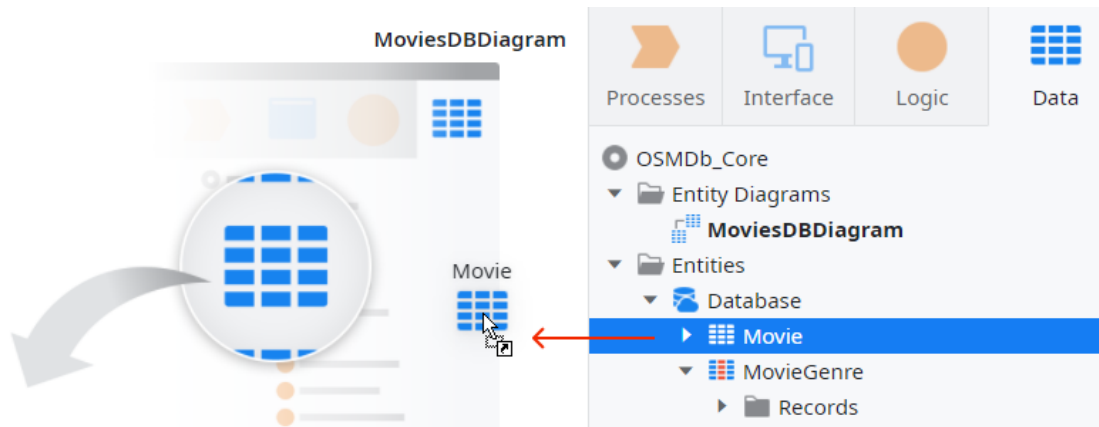 MoviesDBDiagram
Movie
Processes
Interface
Logic
Data
OSMDb_Core
Entity Diagrams
MoviesDBDiagram
Entities
Database
Movie
MovieGenre
Records